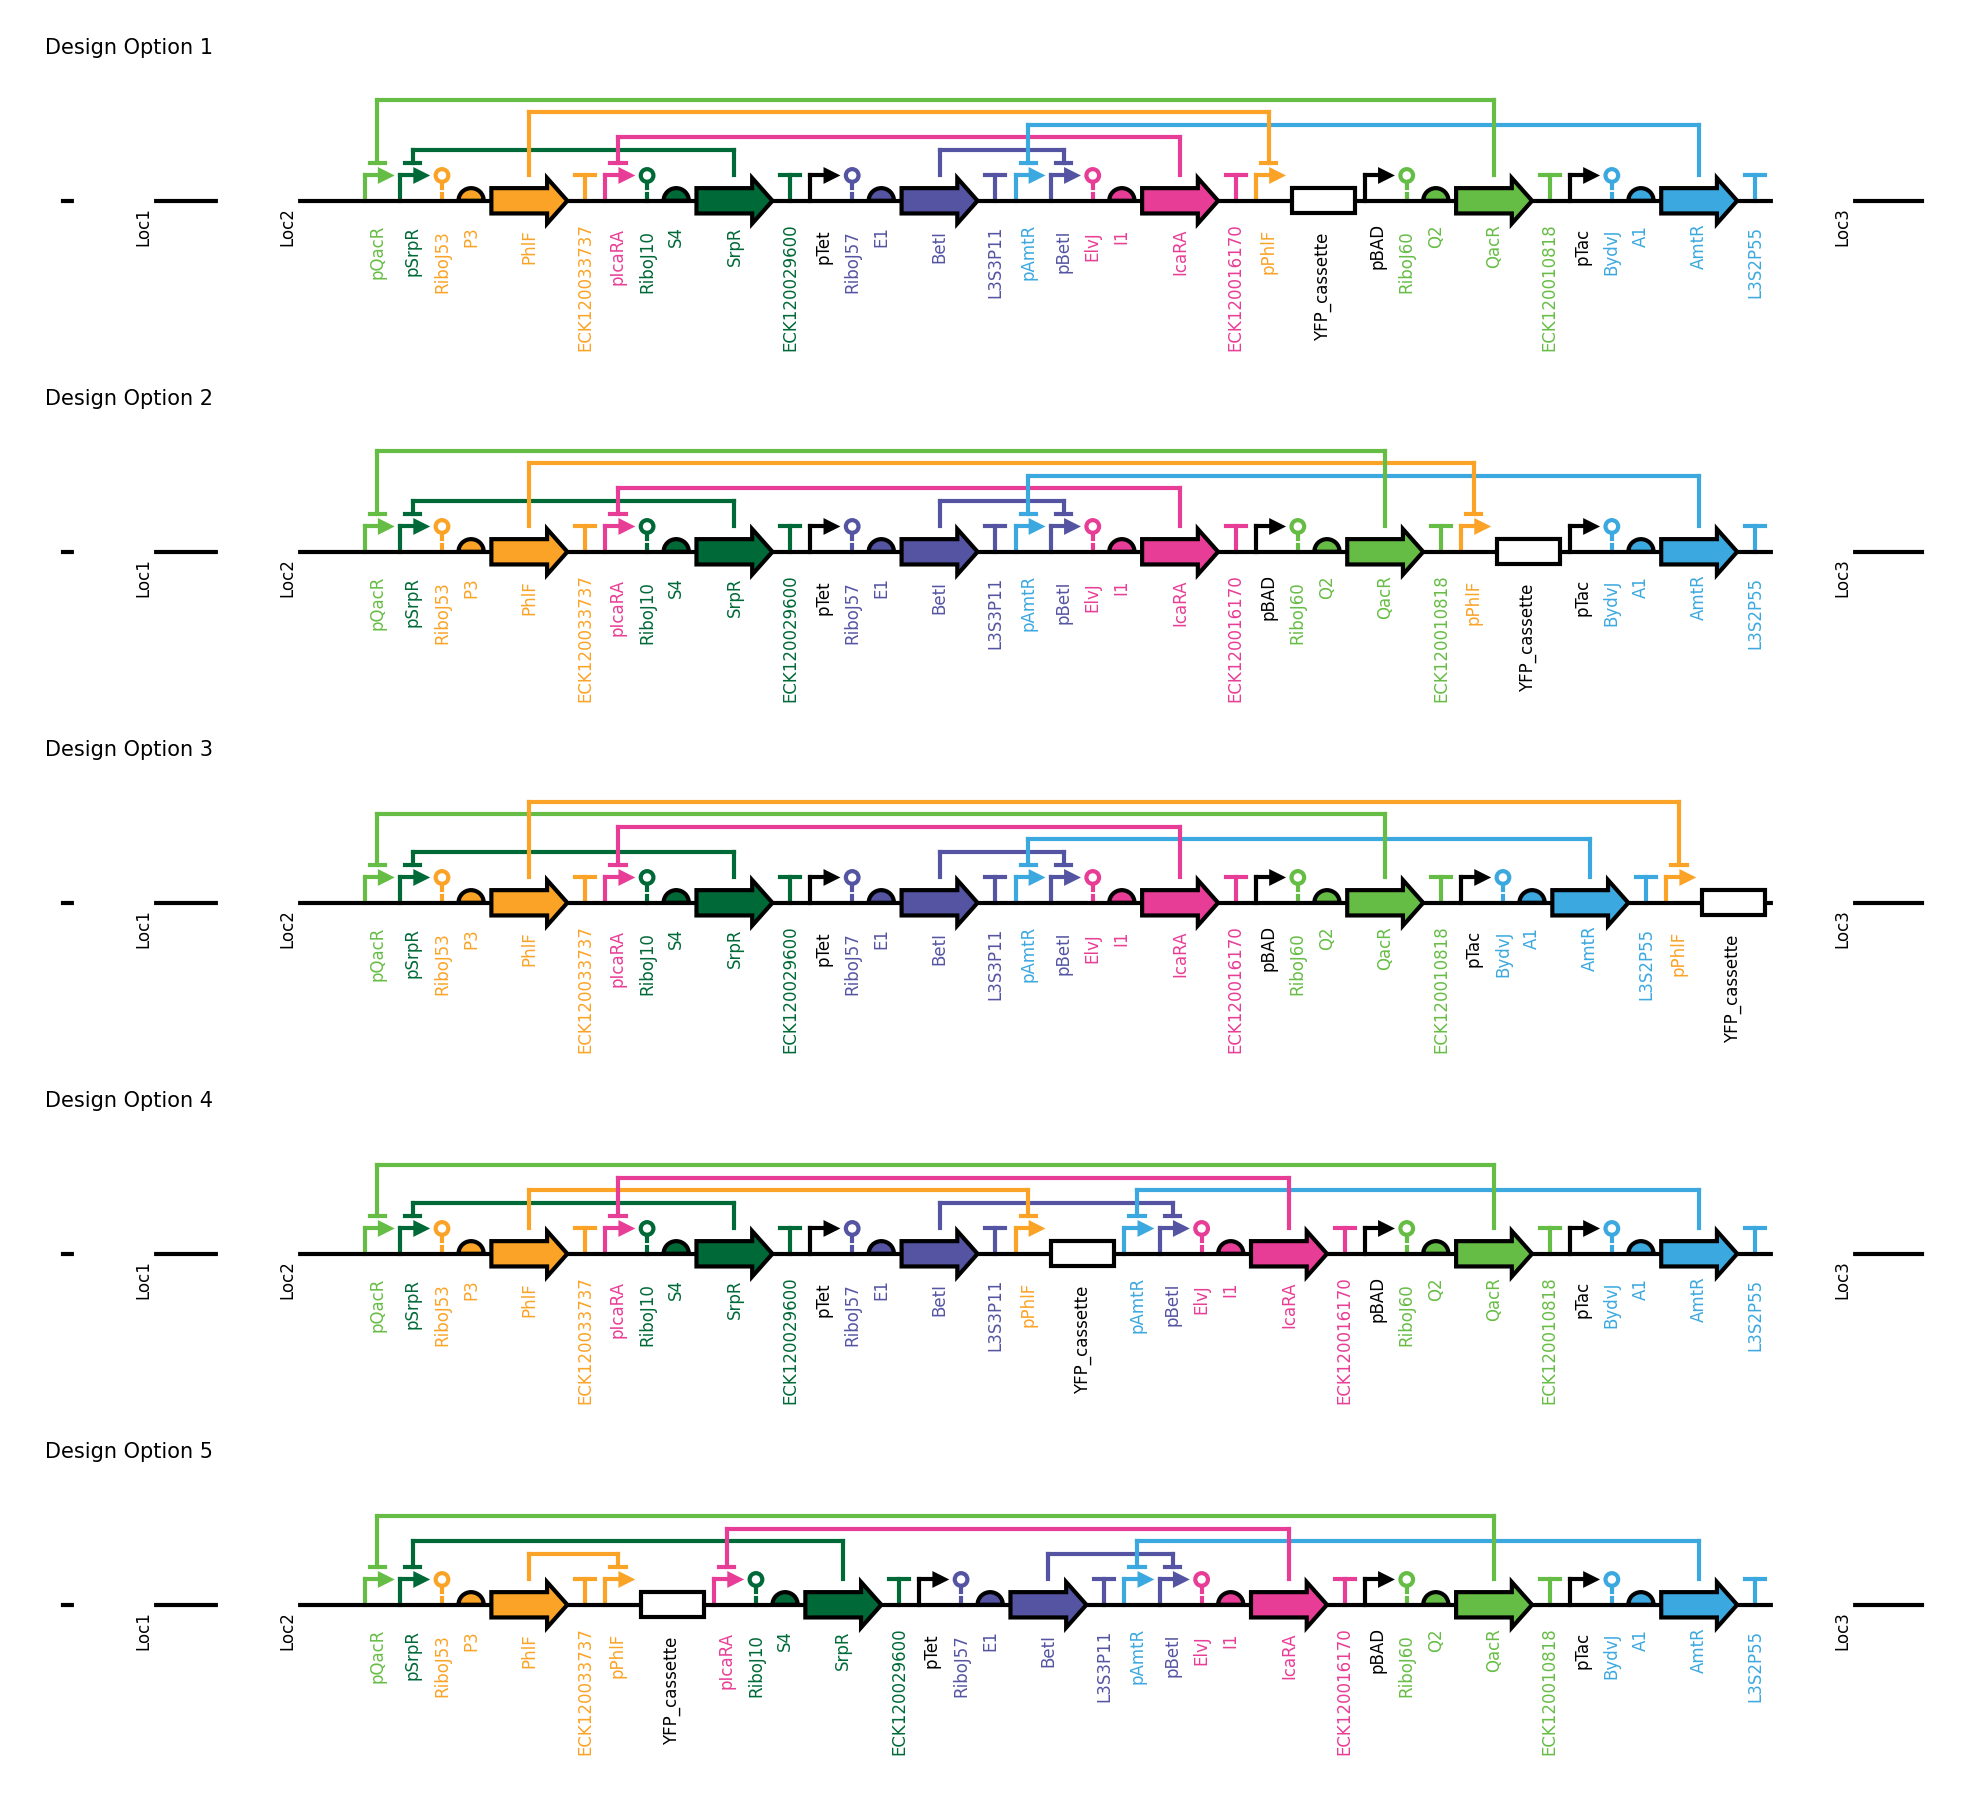 Design Option 1
Loc1 Loc2 pQacR pSrpR RiboJ53 P3 PhlF ECK120033737 pIcaRA RiboJ10 S4 SrpR ECK120029600 pTet RiboJ57 E1 BetI L3S3P11 pAmtR pBetI ElvJ I1 IcaRA ECK120016170 pPhlF YFP_cassette pBAD RiboJ60 Q2 QacR ECK120010818 pTac BydvJ A1 AmtR L3S2P55 Loc3
Design Option 2
Loc1 Loc2 pQacR pSrpR RiboJ53 P3 PhlF ECK120033737 pIcaRA RiboJ10 S4 SrpR ECK120029600 pTet RiboJ57 E1 BetI L3S3P11 pAmtR pBetI ElvJ I1 IcaRA ECK120016170 pBAD RiboJ60 Q2 QacR ECK120010818 pPhlF YFP_cassette pTac BydvJ A1 AmtR L3S2P55 Loc3
Design Option 3
Loc1 Loc2 pQacR pSrpR RiboJ53 P3 PhlF ECK120033737 pIcaRA RiboJ10 S4 SrpR ECK120029600 pTet RiboJ57 E1 BetI L3S3P11 pAmtR pBetI ElvJ I1 IcaRA ECK120016170 pBAD RiboJ60 Q2 QacR ECK120010818 pTac BydvJ A1 AmtR L3S2P55 pPhlF YFP_cassette Loc3
Design Option 4
Loc1 Loc2 pQacR pSrpR RiboJ53 P3 PhlF ECK120033737 pIcaRA RiboJ10 S4 SrpR ECK120029600 pTet RiboJ57 E1 BetI L3S3P11 pPhlF YFP_cassette pAmtR pBetI ElvJ I1 IcaRA ECK120016170 pBAD RiboJ60 Q2 QacR ECK120010818 pTac BydvJ A1 AmtR L3S2P55 Loc3
Design Option 5
Loc1 Loc2 pQacR pSrpR RiboJ53 P3 PhlF ECK120033737 pPhlF YFP_cassette pIcaRA RiboJ10 S4 SrpR ECK120029600 pTet RiboJ57 E1 BetI L3S3P11 pAmtR pBetI ElvJ I1 IcaRA ECK120016170 pBAD RiboJ60 Q2 QacR ECK120010818 pTac BydvJ A1 AmtR L3S2P55 Loc3